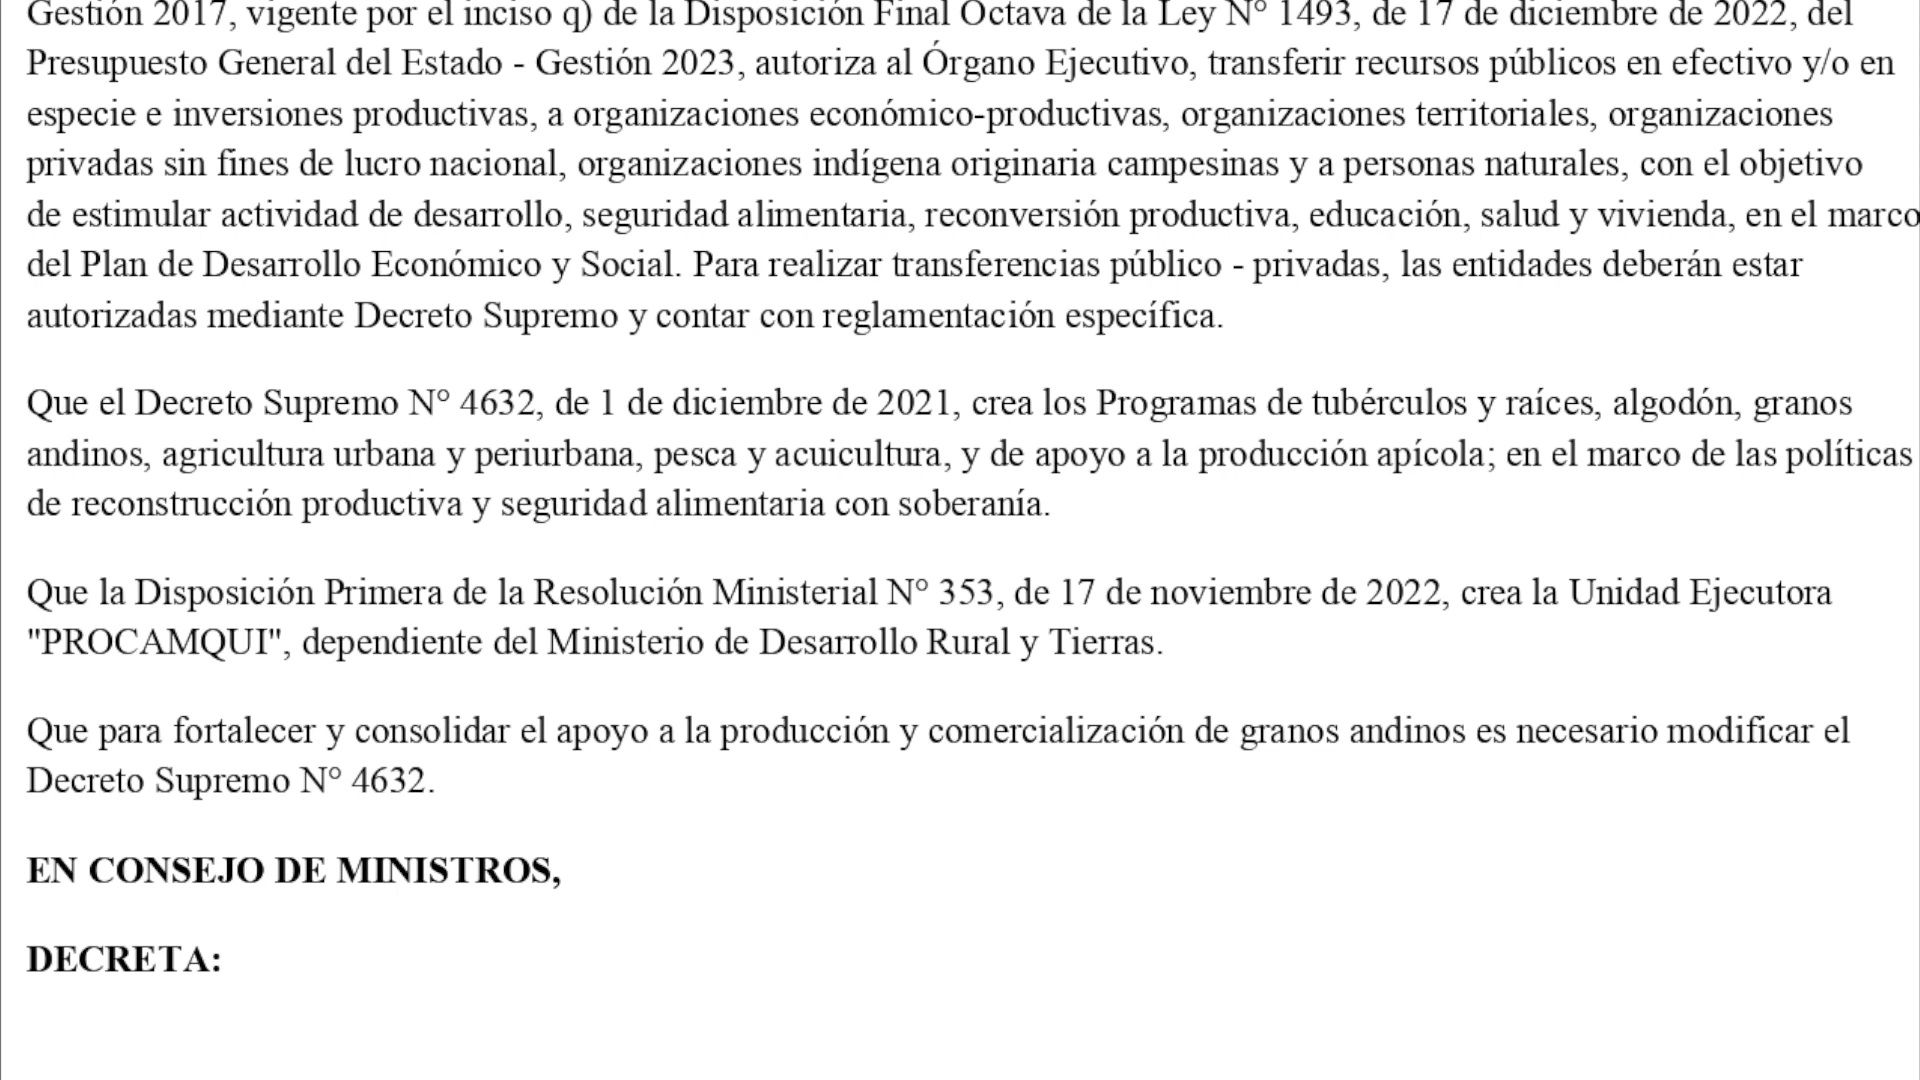 Gestión 2017, vigente por el inciso q) de la Disposición Final Octava de la Ley N° 1493, de 17 de diciembre de 2022, del
Presupuesto General del Estado - Gestión 2023, autoriza al Órgano Ejecutivo, transferir recursos públicos en efectivo y/o en
especie e inversiones productivas, a organizaciones económico-productivas, organizaciones territoriales, organizaciones
privadas sin fines de lucro nacional, organizaciones indígena originaria campesinas y a personas naturales, con el objetivo
de estimular actividad de desarrollo, seguridad alimentaria, reconversión productiva, educación, salud y vivienda, en el marco
del Plan de Desarrollo Económico y Social. Para realizar transferencias público - privadas, las entidades deberán estar
autorizadas mediante Decreto Supremo y contar con reglamentación específica.
Que el Decreto Supremo N° 4632, de 1 de diciembre de 2021, crea los Programas de tubérculos y raíces, algodón, granos
andinos, agricultura urbana y periurbana, pesca y acuicultura, y de apoyo a la producción apícola; en el marco de las políticas
de reconstrucción productiva y seguridad alimentaria con soberanía.
Que la Disposición Primera de la Resolución Ministerial N° 353, de 17 de noviembre de 2022, crea la Unidad Ejecutora
"PROCAMQUI", dependiente del Ministerio de Desarrollo Rural y Tierras.
Que para fortalecer y consolidar el apoyo a la producción y comercialización de granos andinos es necesario modificar el
Decreto Supremo N° 4632.
EN CONSEJO DE MINISTROS,
DECRETA: